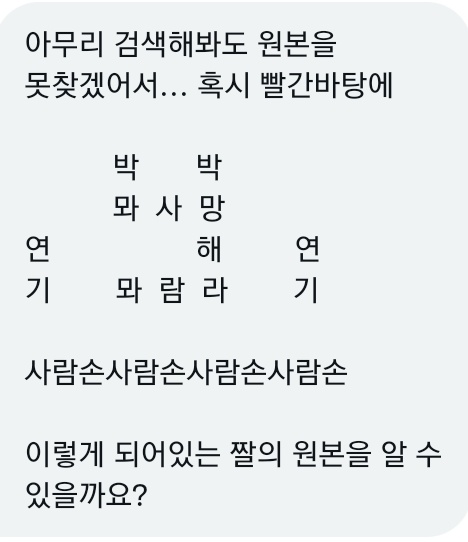 아무리 검색해봐도 원본을
못찾겠어서... 혹시 빨간바탕에
박 박
뫄 사 망
연 해 연
기 뫄 람 라 기
사람손사람손사람손사람손
이렇게 되어있는 짤의 원본을 알 수
있을까요?